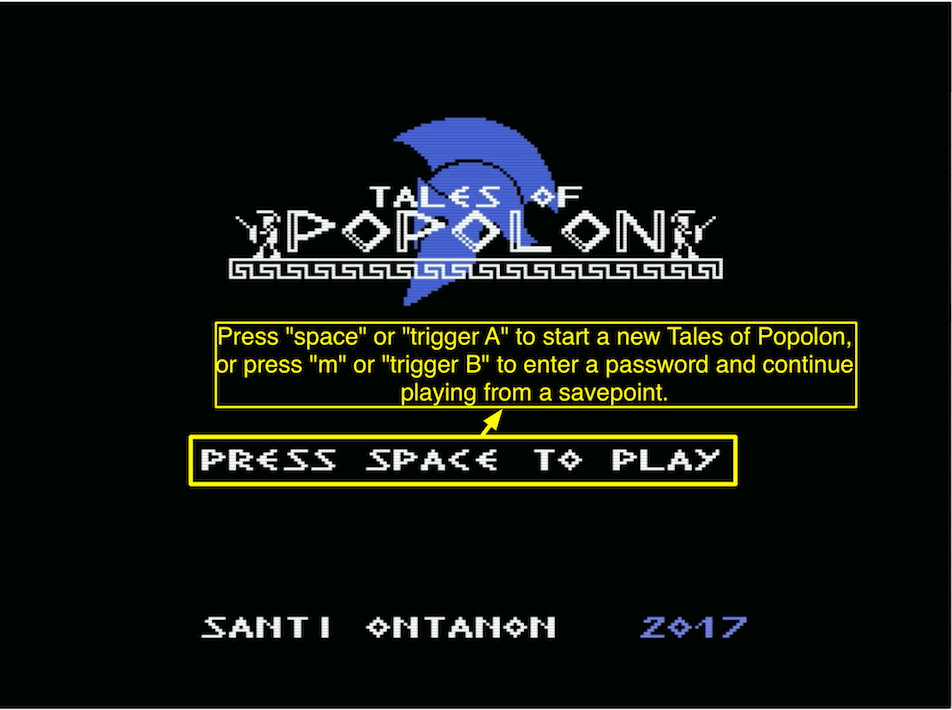 TALES OF
POPOLON
Press "space" or "trigger A" to start a new Tales of Popolon,
or press "m" or "trigger B" to enter a password and continue
playing from a savepoint.
PRESS SPACE TO PLAY
SANTI ONTANON 2017